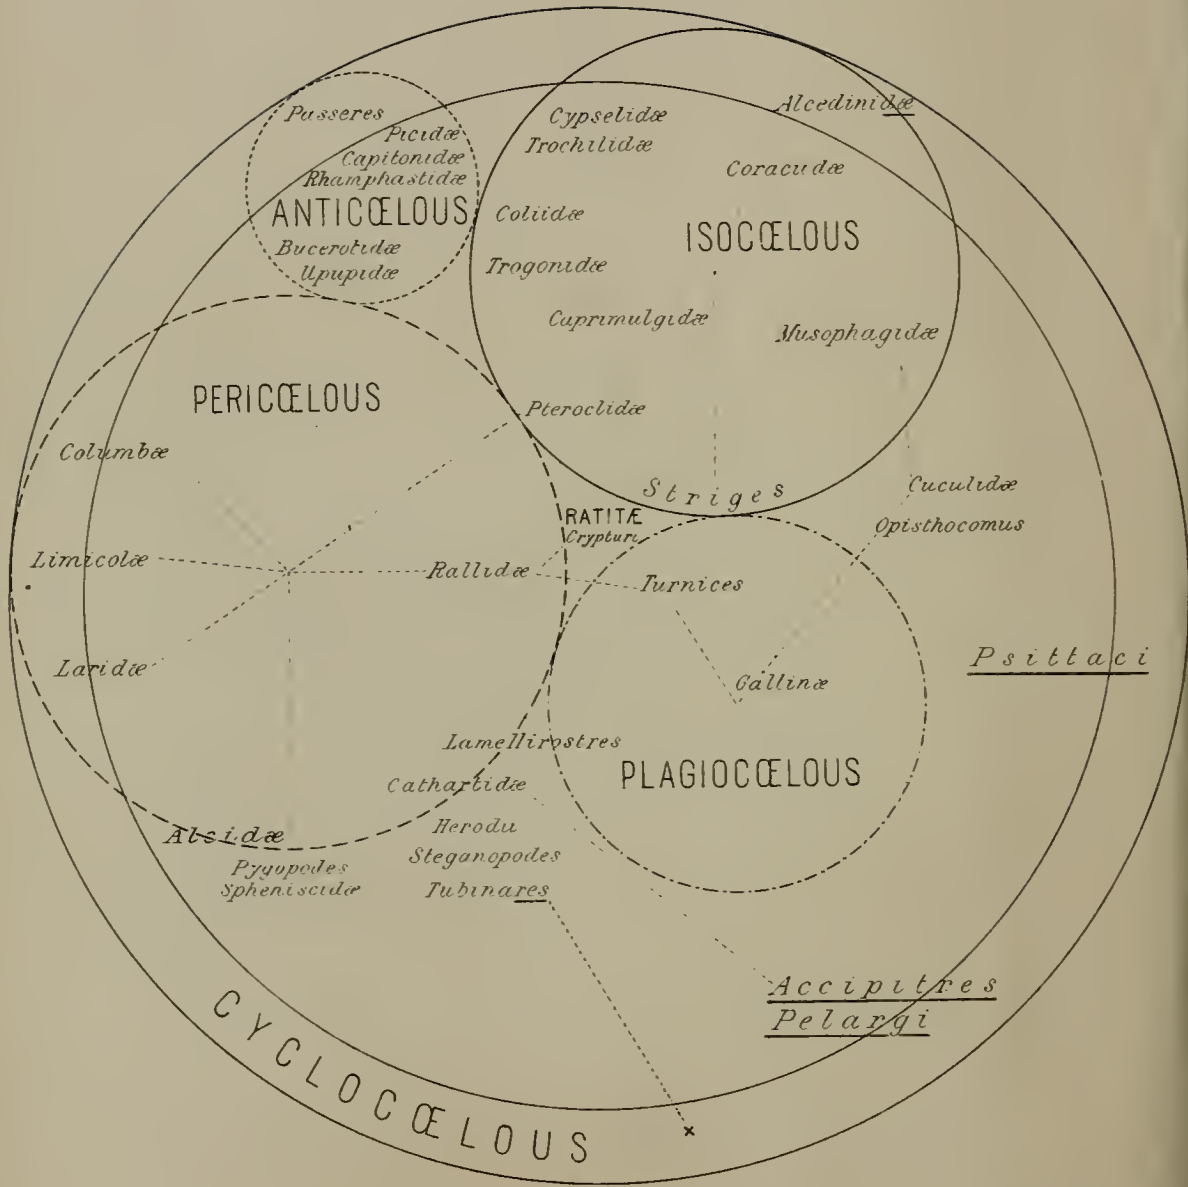 Passeres
Picidæ
Capitonidæ
Rhamphastidæ
ANTICŒLOUS
Bucerotidæ
Upupidæ
Cypselidæ
Trochilidæ
Alcedinidæ
Coraciidæ
Coliidæ
ISOCŒLOUS
Trogonidæ
Caprimulgidæ
Musophagidæ
Pteroclidæ
Striges
PERICŒLOUS
Columbæ
Limicolæ
Rallidæ
Laridæ
RATITÆ
Crypturi
Cuculidæ
Opisthocomus
Turnices
Gallinæ
PLAGIOCŒLOUS
Psittaci
Lamellirostres
Cathartidæ
Herodii
Steganopodes
Tubinares
Alcidæ
Pygopodes
Spheniscidæ
Accipitres
Pelargi
CYCLOCŒLOUS
x